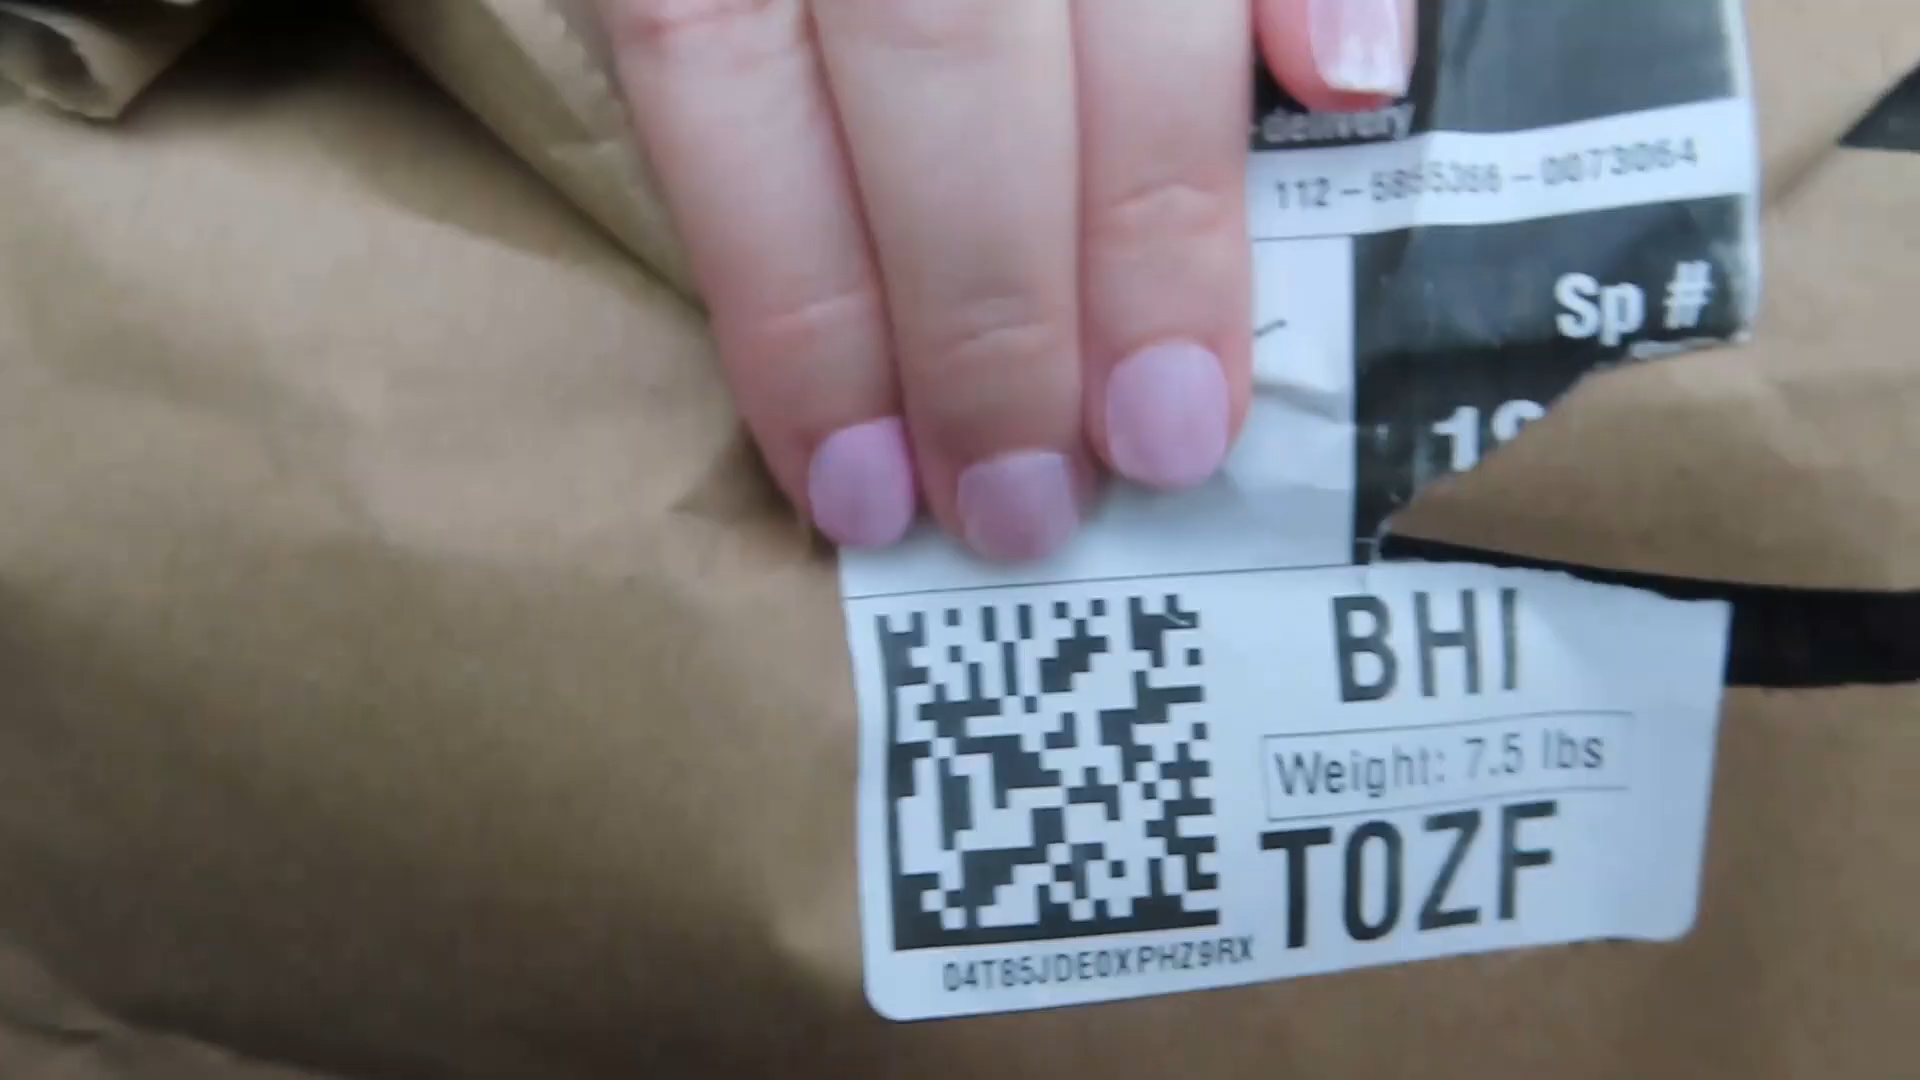 -delivery
Sp #
BHI
Weight: 7.5 lbs
T0ZF
04T85JDE0XPHZ9RX